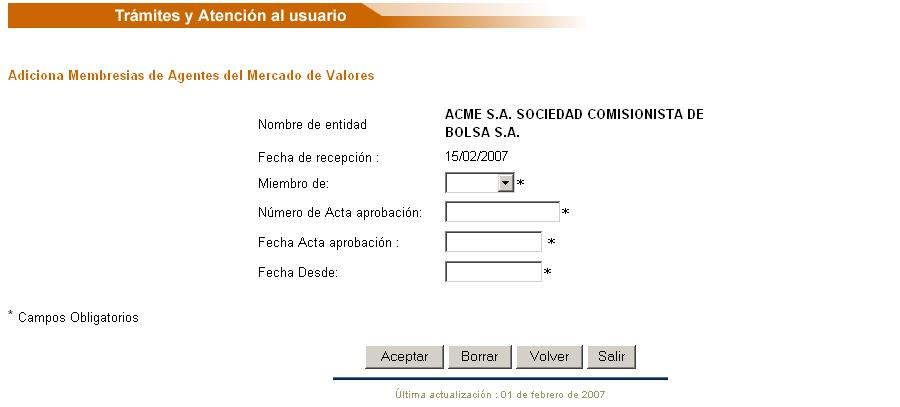 Trámites y Atención al usuario
Adiciona Membresias de Agentes del Mercado de Valores
Nombre de entidad
ACME S.A. SOCIEDAD COMISIONISTA DE
BOLSA S.A.
Fecha de recepción : 15/02/2007
Miembro de: *
Número de Acta aprobación: *
Fecha Acta aprobación : *
Fecha Desde: *
* Campos Obligatorios
Aceptar Borrar Volver Salir
Última actualización : 01 de febrero de 2007